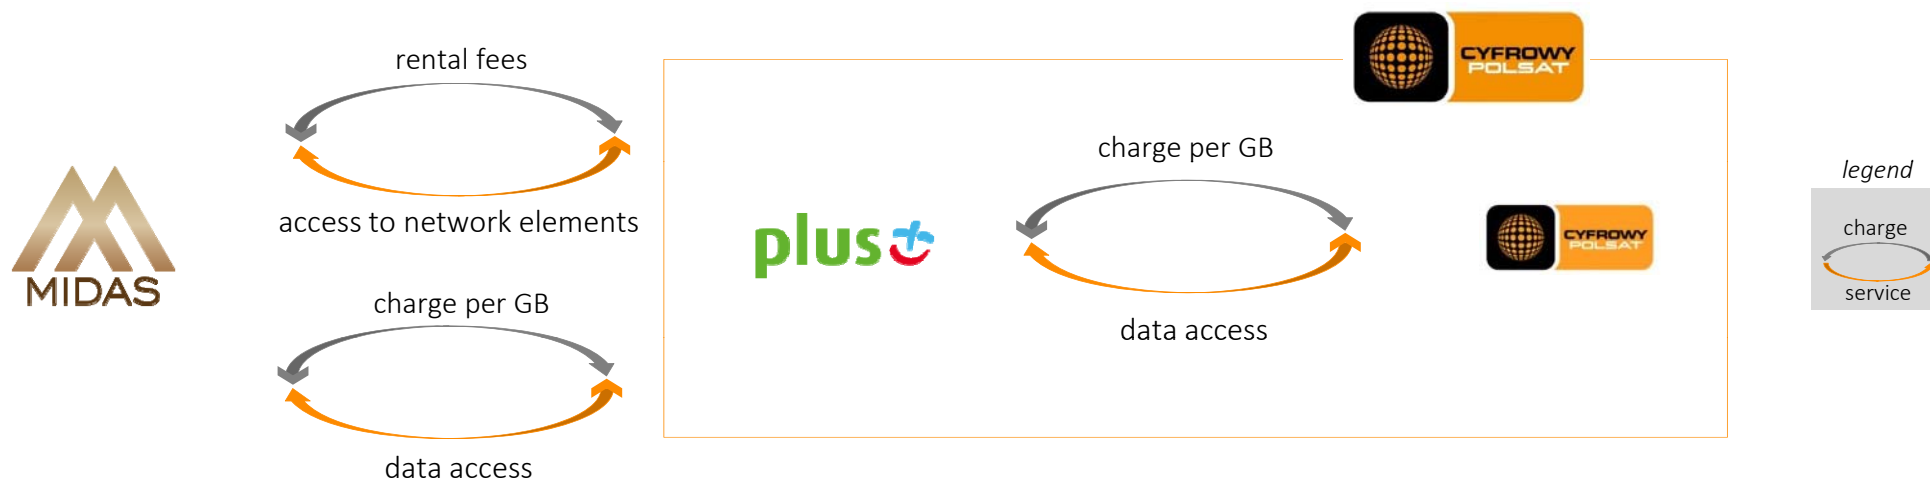 rental fees
access to network elements
MIDAS
charge per GB
data access
CYFROWY
POLSAT
charge per GB
plus
data access
CYFROWY
POLSAT
legend
charge
service